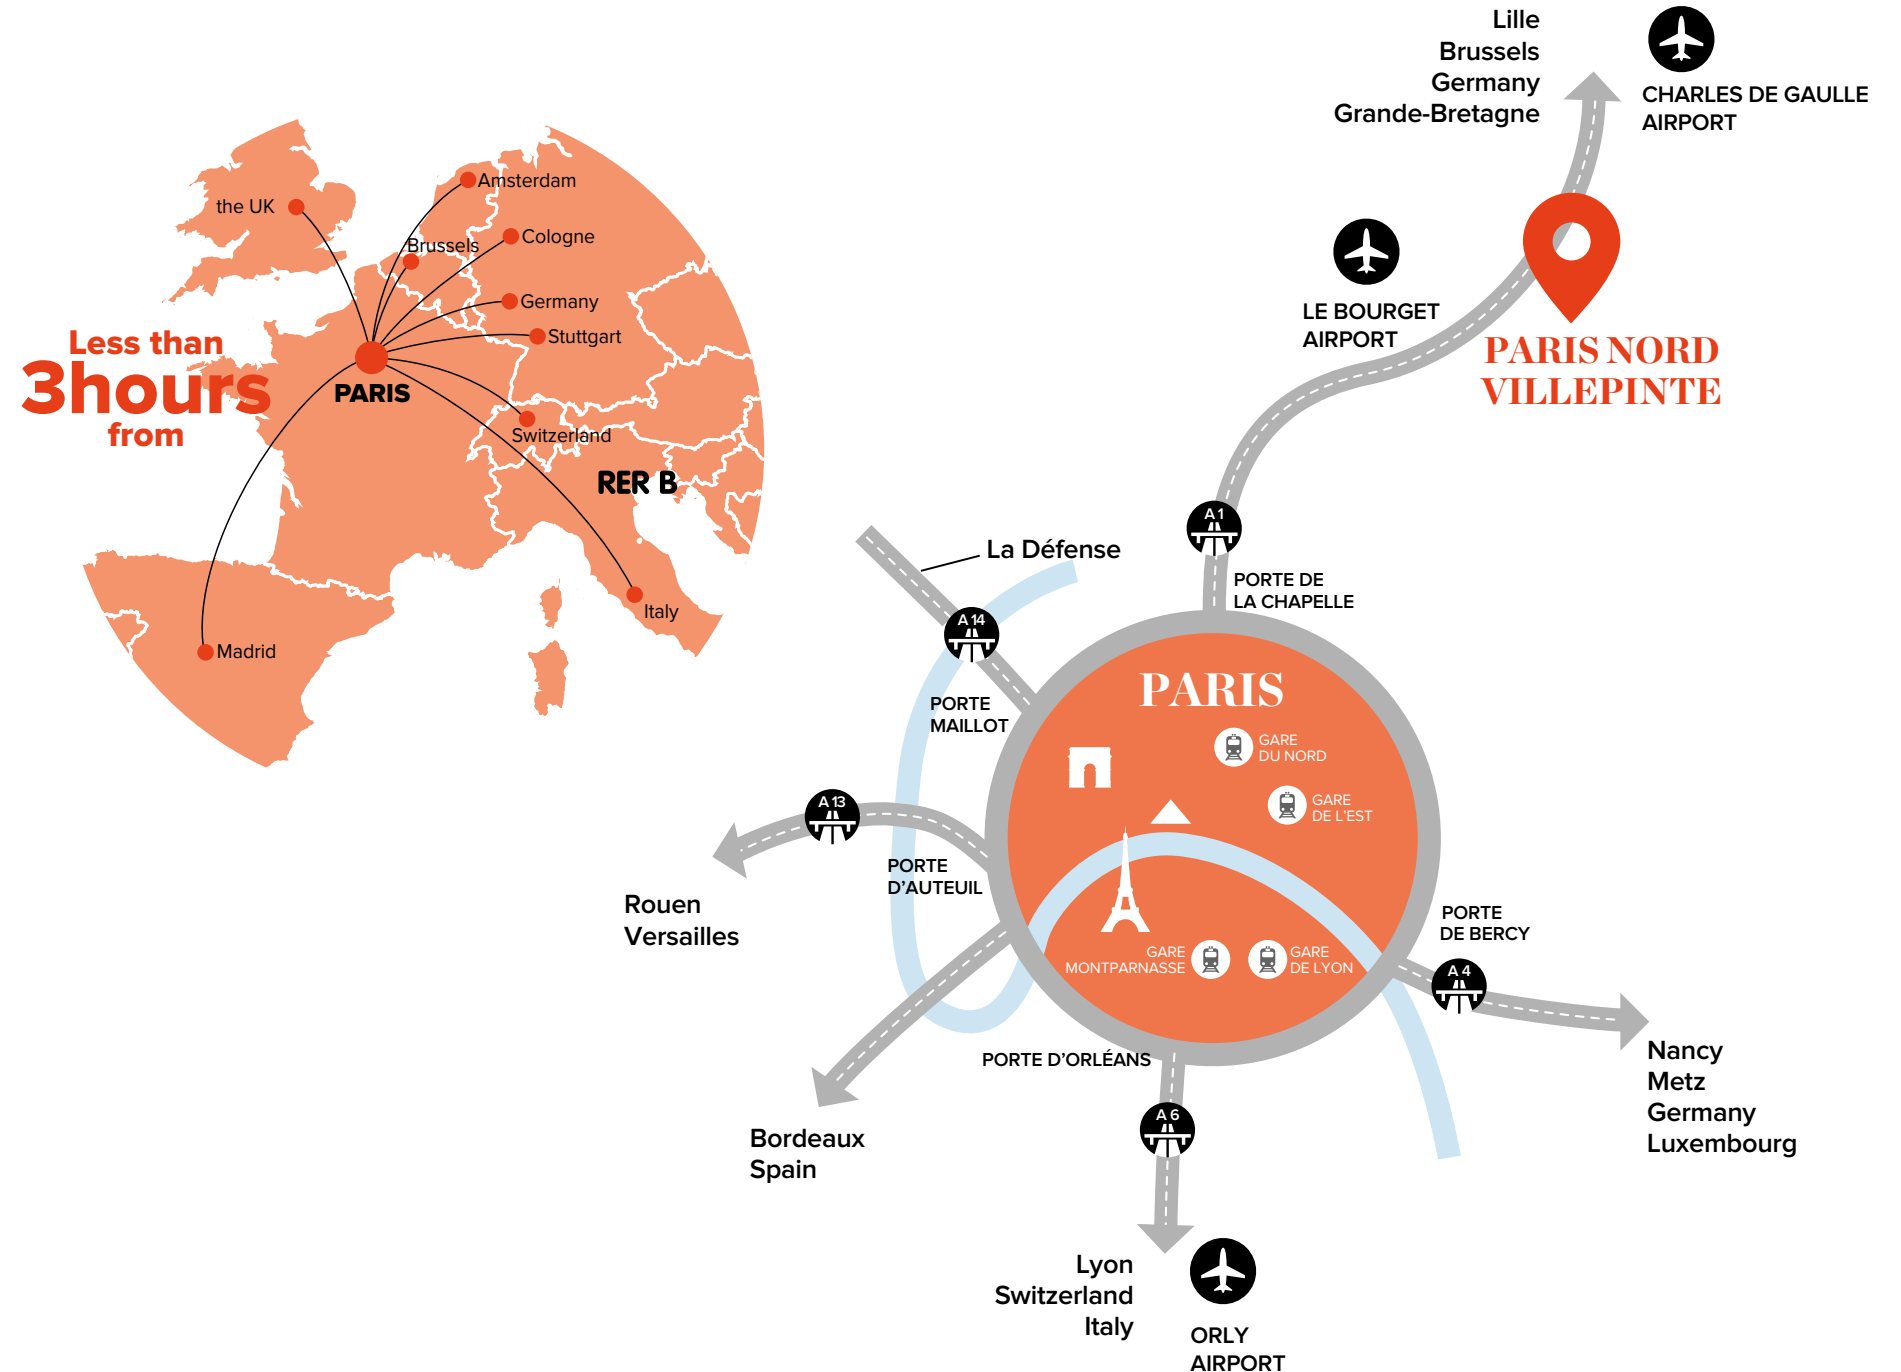 Lille
Brussels
Germany
Grande-Bretagne
CHARLES DE GAULLE
AIRPORT
Amsterdam
the UK
Cologne
Brussels
Germany
Stuttgart
Less than
3hours
from
PARIS
Switzerland
RER B
Italy
Madrid
LE BOURGET
AIRPORT
PARIS NORD
VILLEPINTE
A 1
La Défense
PORTE DE
LA CHAPELLE
A 14
PORTE
MAILLOT
PARIS
GARE
DU NORD
GARE
DE L'EST
A 13
PORTE
D'AUTEUIL
Rouen
Versailles
PORTE
DE BERCY
GARE
MONTPARNASSE
GARE
DE LYON
A 4
Nancy
Metz
Germany
Luxembourg
PORTE D'ORLÉANS
A 6
Bordeaux
Spain
Lyon
Switzerland
Italy
ORLY
AIRPORT